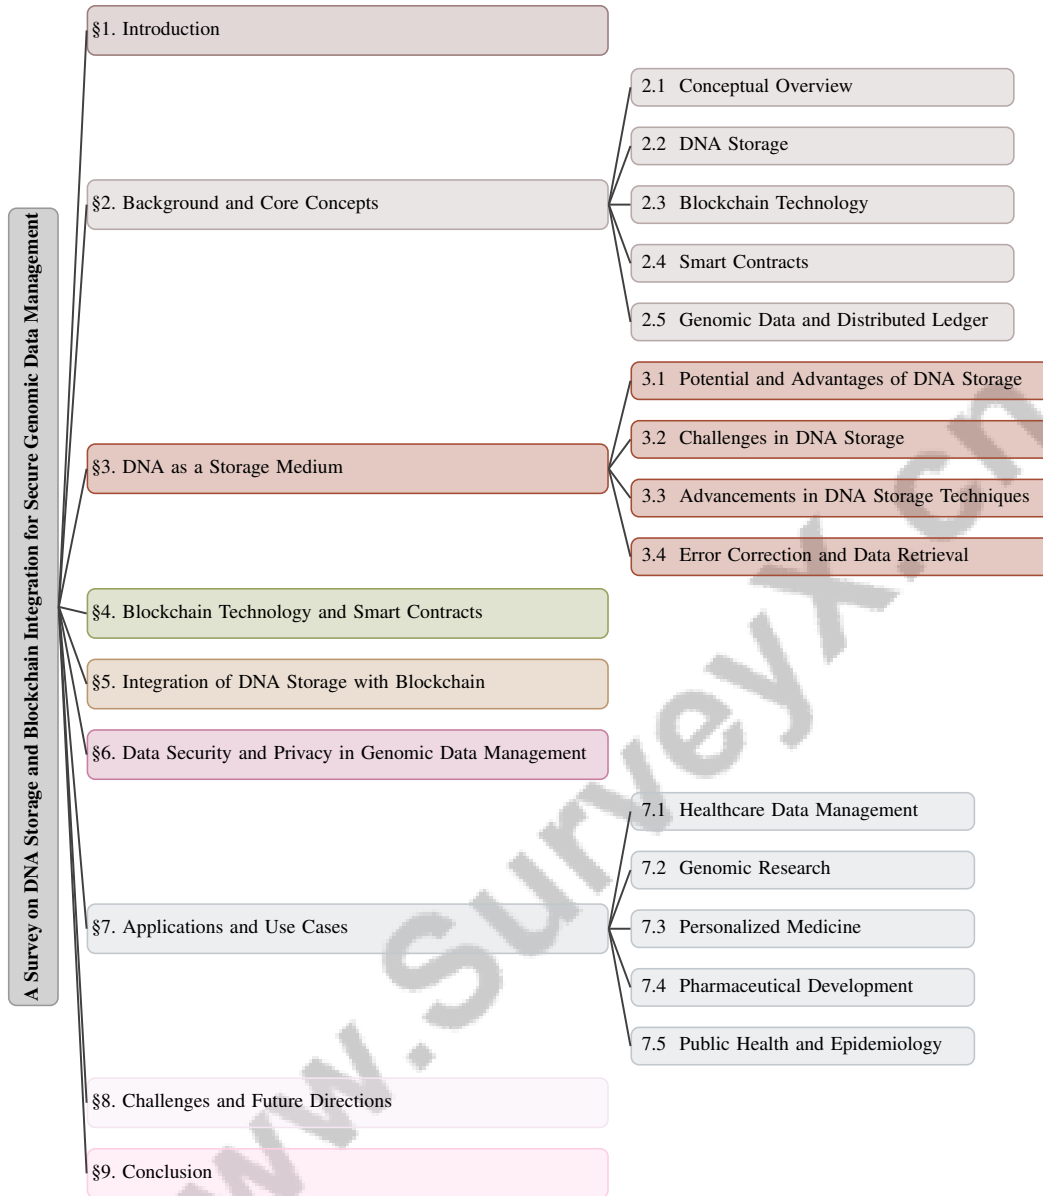 A Survey on DNA Storage and Blockchain Integration for Secure Genomic Data Management
§1. Introduction
§2. Background and Core Concepts
2.1 Conceptual Overview
2.2 DNA Storage
2.3 Blockchain Technology
2.4 Smart Contracts
2.5 Genomic Data and Distributed Ledger
§3. DNA as a Storage Medium
3.1 Potential and Advantages of DNA Storage
3.2 Challenges in DNA Storage
3.3 Advancements in DNA Storage Techniques
3.4 Error Correction and Data Retrieval
§4. Blockchain Technology and Smart Contracts
§5. Integration of DNA Storage with Blockchain
§6. Data Security and Privacy in Genomic Data Management
§7. Applications and Use Cases
7.1 Healthcare Data Management
7.2 Genomic Research
7.3 Personalized Medicine
7.4 Pharmaceutical Development
7.5 Public Health and Epidemiology
§8. Challenges and Future Directions
§9. Conclusion
www.SurveyX.cn